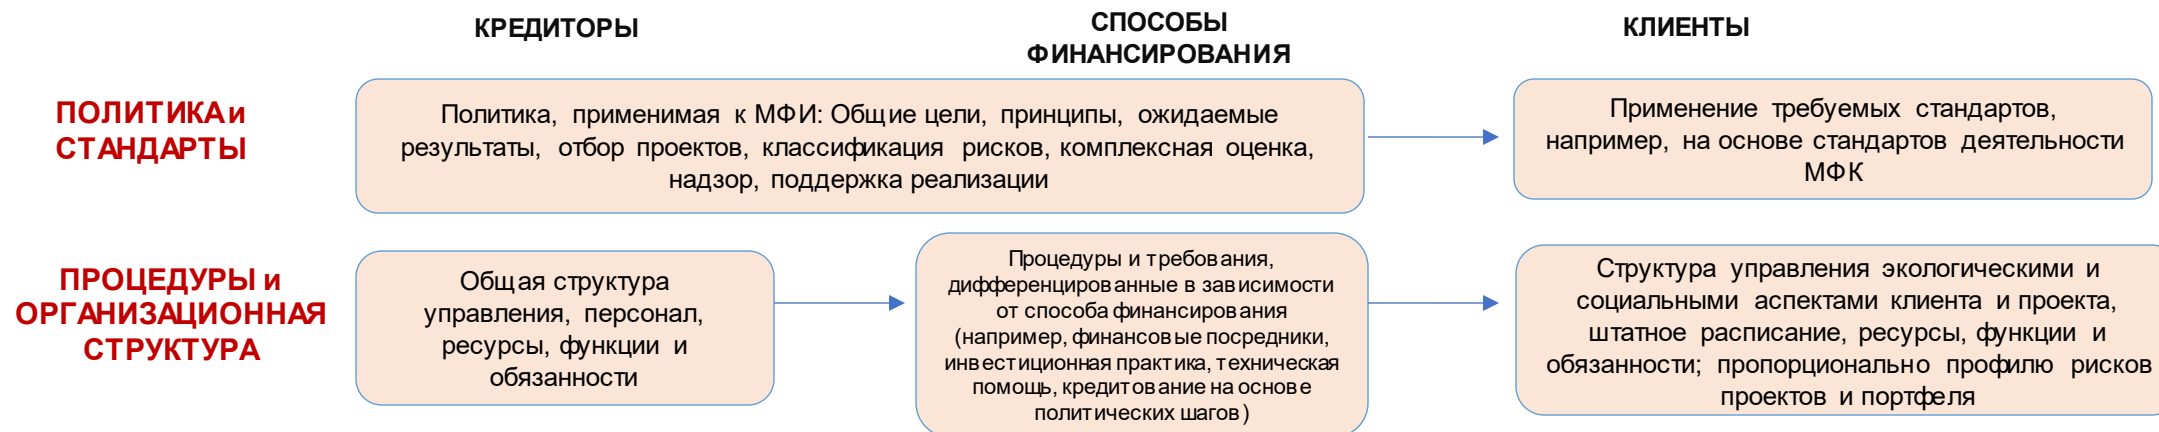 КРЕДИТОРЫ
СПОСОБЫ
ФИНАНСИРОВАНИЯ
КЛИЕНТЫ
ПОЛИТИКА и
СТАНДАРТЫ
Политика, применимая к МФИ: Общие цели, принципы, ожидаемые
результаты, отбор проектов, классификация рисков, комплексная оценка,
надзор, поддержка реализации
Применение требуемых стандартов,
например, на основе стандартов деятельности
МФК
ПРОЦЕДУРЫ и
ОРГАНИЗАЦИОННАЯ
СТРУКТУРА
Общая структура
управления, персонал,
ресурсы, функции и
обязанности
Процедуры и требования,
дифференцированные в зависимости
от способа финансирования
(например, финансовые посредники,
инвестиционная практика, техническая
помощь, кредитование на основе
политических шагов)
Структура управления экологическими и
социальными аспектами клиента и проекта,
штатное расписание, ресурсы, функции и
обязанности; пропорционально профилю рисков
проектов и портфеля